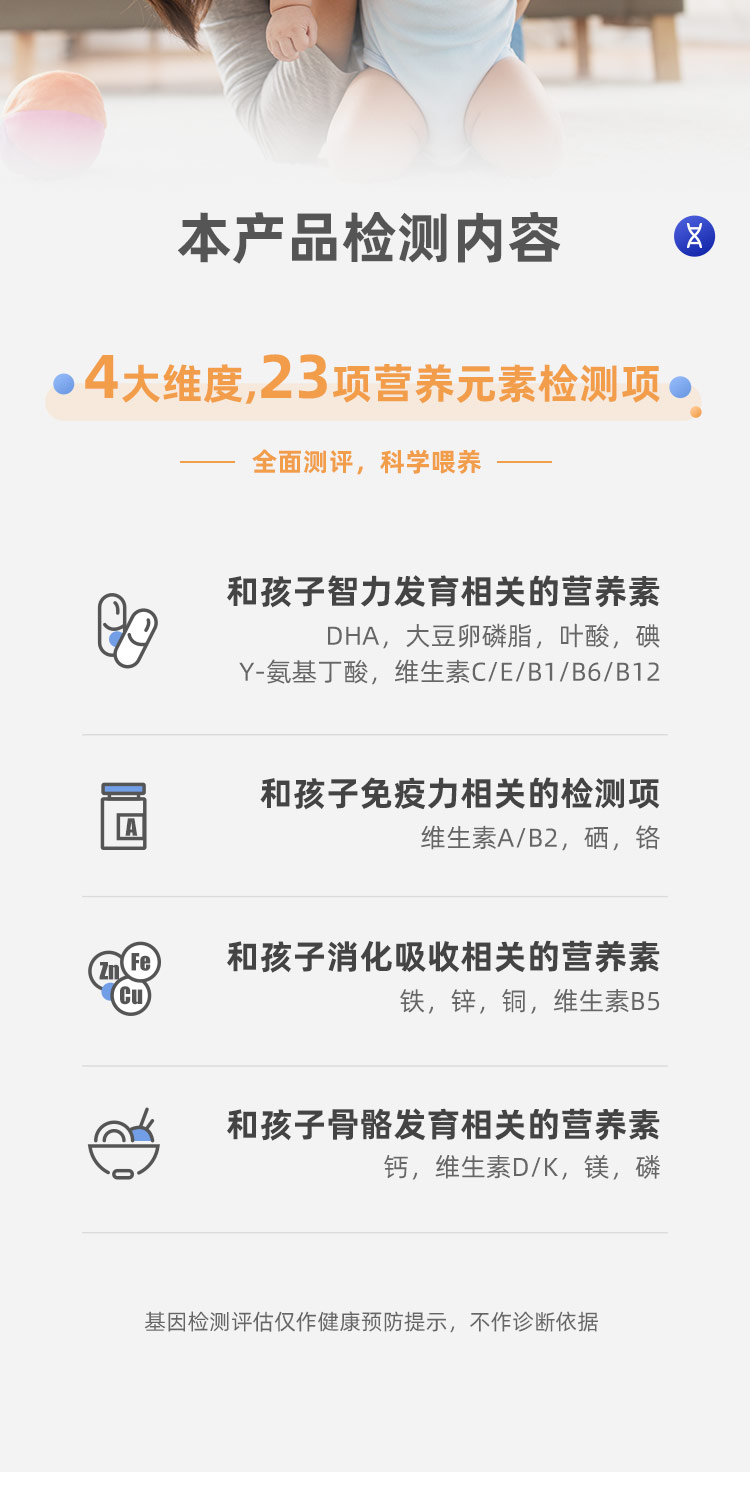 本产品检测内容
4大维度,23项营养元素检测项
全面测评，科学喂养
和孩子智力发育相关的营养素
DHA，大豆卵磷脂，叶酸，碘
Y-氨基丁酸，维生素C/E/B1/B6/B12
和孩子免疫力相关的检测项
A
维生素A/B2，硒，铬
和孩子消化吸收相关的营养素
Zn Fe
Cu
铁，锌，铜，维生素B5
和孩子骨骼发育相关的营养素
钙，维生素D/K，镁，磷
基因检测评估仅作健康预防提示，不作诊断依据